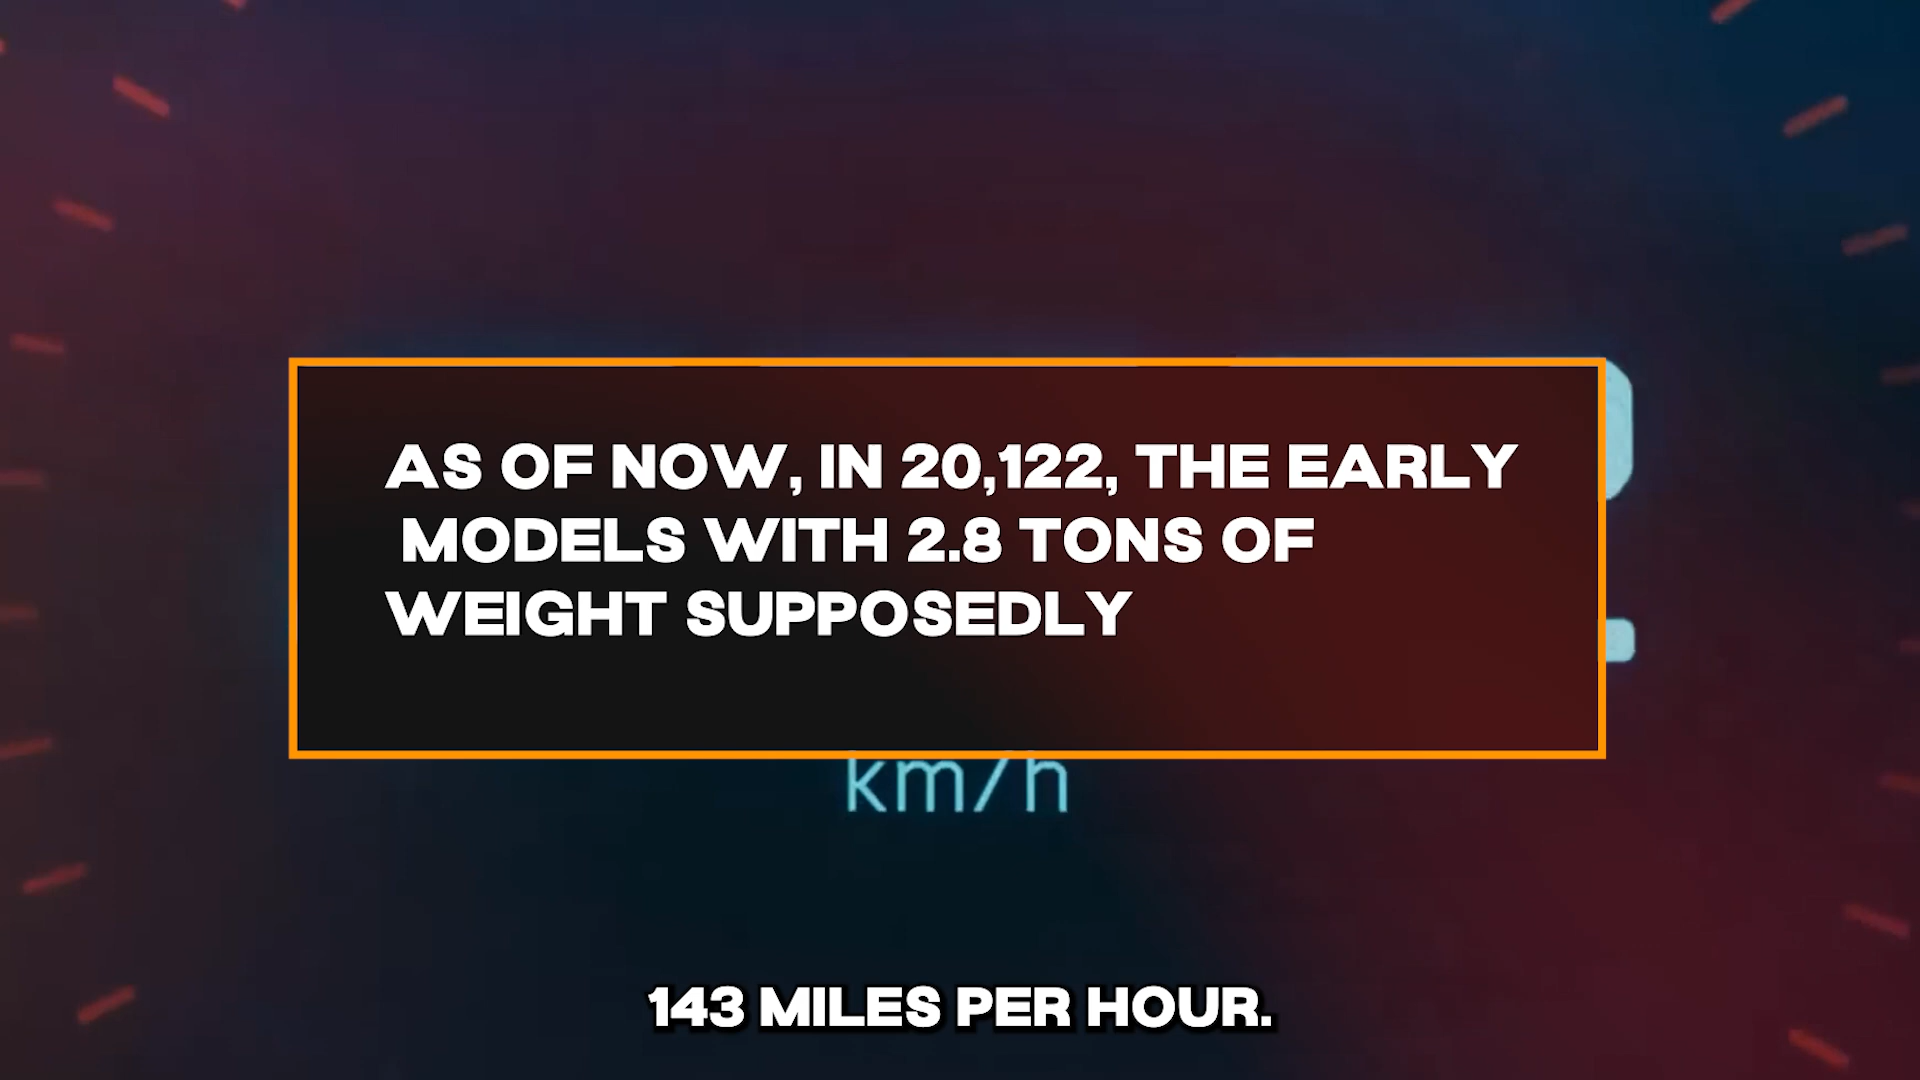 AS OF NOW, IN 20,122, THE EARLY
MODELS WITH 2.8 TONS OF
WEIGHT SUPPOSEDLY
km/h
143 MILES PER HOUR.